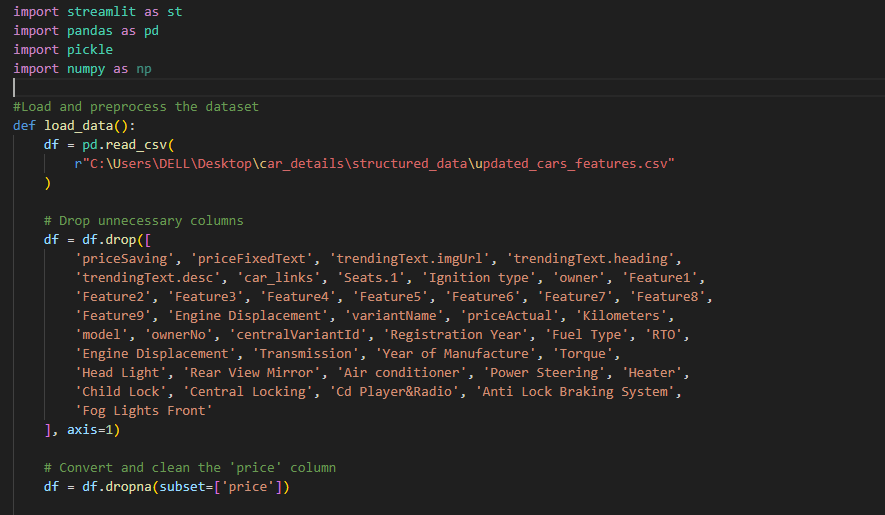 import streamlit as st
import pandas as pd
import pickle
import numpy as np
#Load and preprocess the dataset
def load_data():
    df = pd.read_csv(
        r"C:\Users\DELL\Desktop\car_details\structured_data\updated_cars_features.csv"
    )
    # Drop unnecessary columns
    df = df.drop([
        'priceSaving', 'priceFixedText', 'trendingText.imgUrl', 'trendingText.heading',
        'trendingText.desc', 'car_links', 'Seats.1', 'Ignition type', 'owner', 'Feature1',
        'Feature2', 'Feature3', 'Feature4', 'Feature5', 'Feature6', 'Feature7', 'Feature8',
        'Feature9', 'Engine Displacement', 'variantName', 'priceActual', 'Kilometers',
        'model', 'ownerNo', 'centralVariantId', 'Registration Year', 'Fuel Type', 'RTO',
        'Engine Displacement', 'Transmission', 'Year of Manufacture', 'Torque',
        'Head Light', 'Rear View Mirror', 'Air conditioner', 'Power Steering', 'Heater',
        'Child Lock', 'Central Locking', 'Cd Player&Radio', 'Anti Lock Braking System',
        'Fog Lights Front'
    ], axis=1)
    # Convert and clean the 'price' column
    df = df.dropna(subset=['price'])